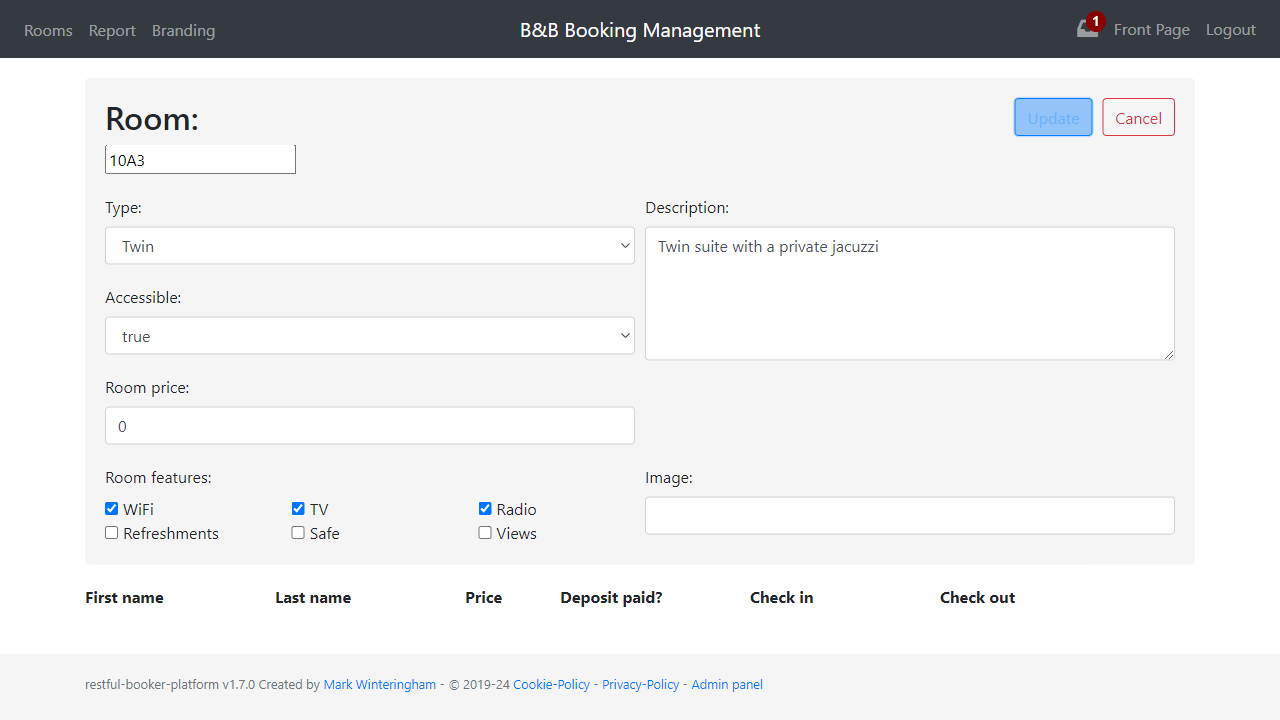 Rooms Report Branding B&B Booking Management 1 Front Page Logout
Room: Update Cancel
10A3
Type: Description:
Twin Twin suite with a private jacuzzi
Accessible:
true
Room price:
0
Room features: Image:
WiFi TV Radio
Refreshments Safe Views
First name Last name Price Deposit paid? Check in Check out
restful-booker-platform v1.7.0 Created by Mark Winteringham - © 2019-24 Cookie-Policy - Privacy-Policy - Admin panel